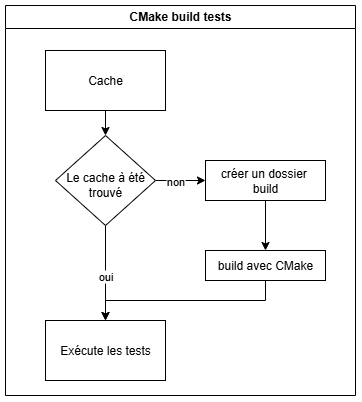 CMake build tests
Cache
Le cache à été
trouvé
non
créer un dossier
build
build avec CMake
oui
Exécute les tests